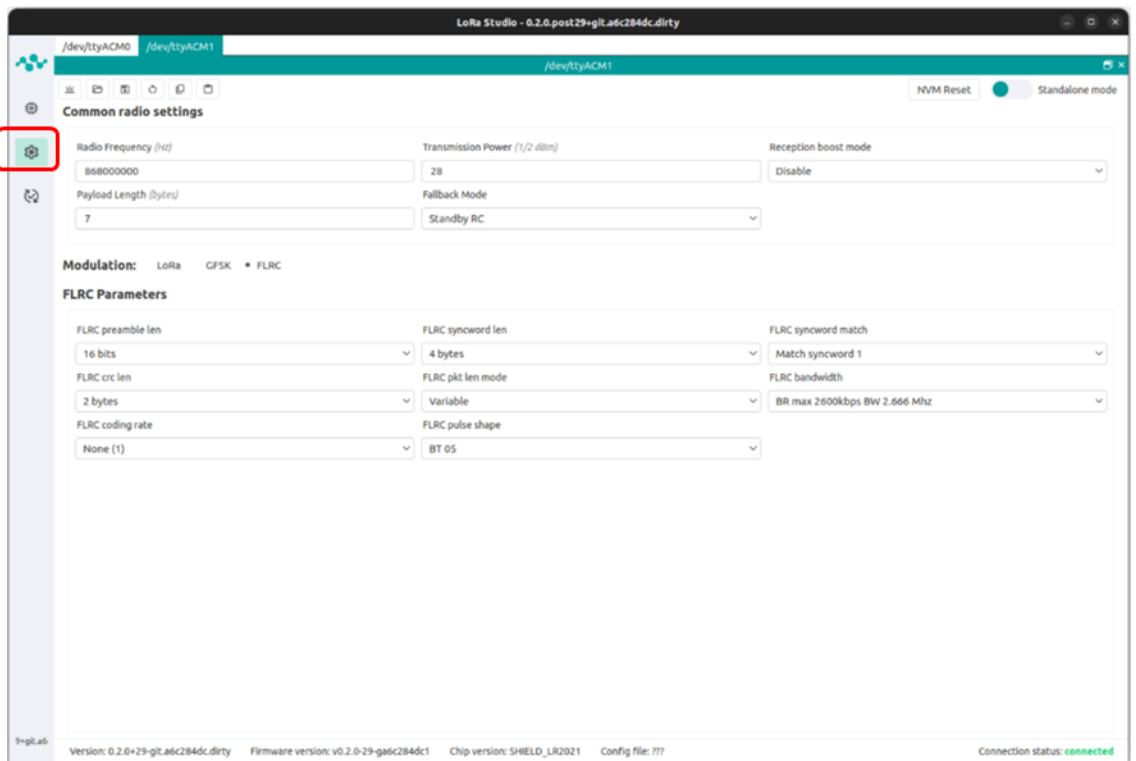 LoRa Studio - 0.2.0.post29+git.a6c284dc.dirty
/dev/ttyACM0 /dev/ttyACM1
/dev/ttyACM1
NVM Reset Standalone mode
Common radio settings
Radio Frequency (Hz) Transmission Power (1/2 dBm) Reception boost mode
868000000 28 Disable
Payload Length (bytes) Fallback Mode
7 Standby RC
Modulation: LoRa GFSK FLRC
FLRC Parameters
FLRC preamble len FLRC syncword len FLRC syncword match
16 bits 4 bytes Match syncword 1
FLRC crc len FLRC pkt len mode FLRC bandwidth
2 bytes Variable BR max 2600kbps BW 2.666 Mhz
FLRC coding rate FLRC pulse shape
None (1) BT 05
9+git.a6
Version: 0.2.0+29-git.a6c284dc.dirty Firmware version: v0.2.0-29-ga6c284dc1 Chip version: SHIELD_LR2021 Config file: ??? Connection status: connected